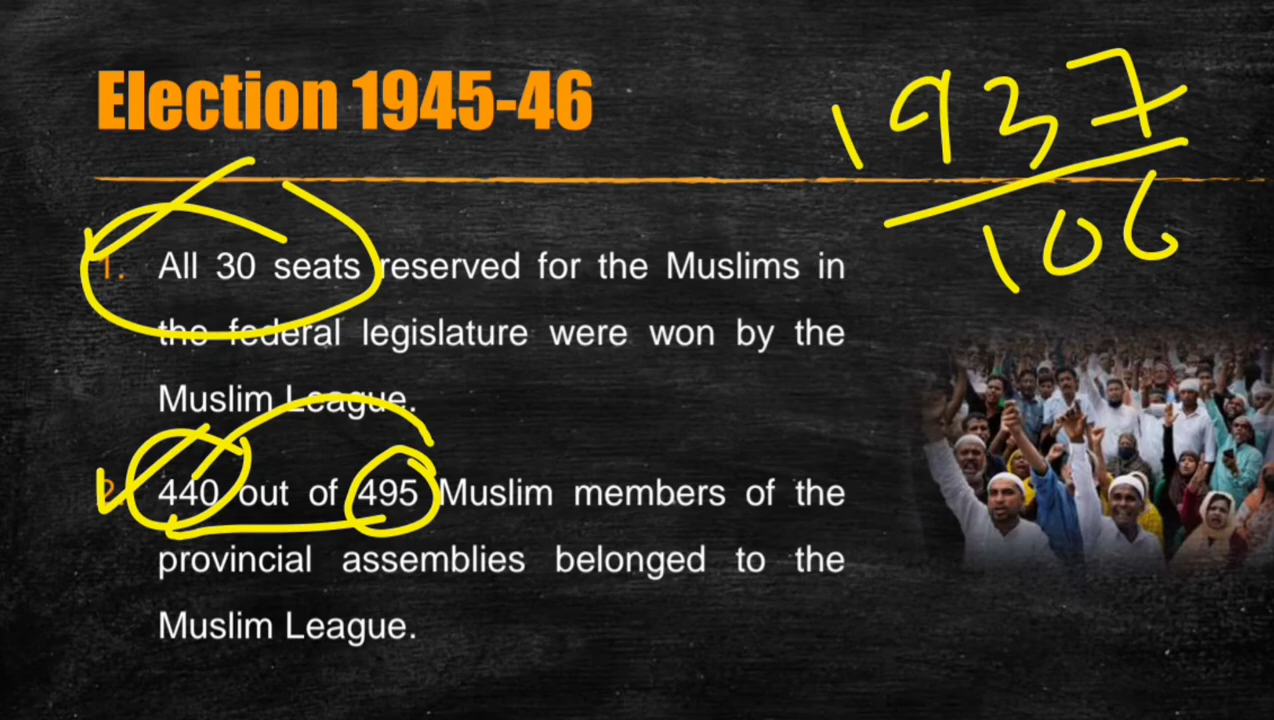 Election 1945-46
1937
106
1. All 30 seats reserved for the Muslims in
the federal legislature were won by the
Muslim League.
2. 440 out of 495 Muslim members of the
provincial assemblies belonged to the
Muslim League.